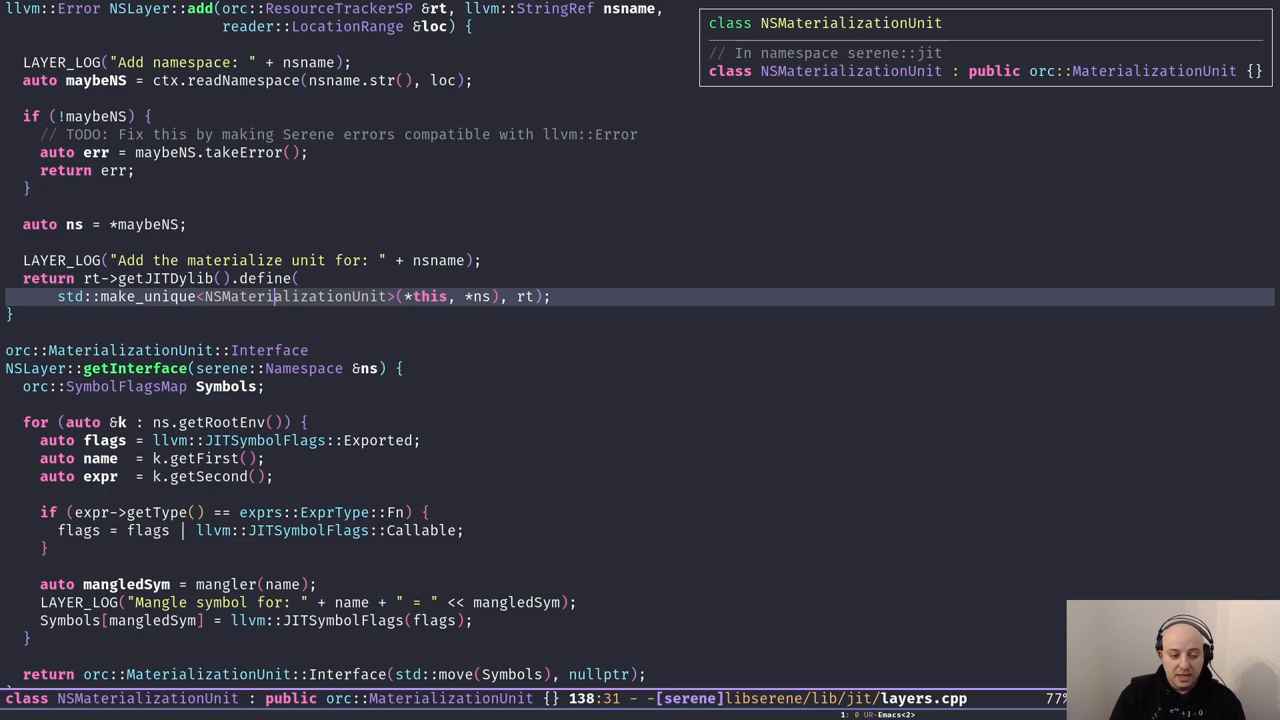 llvm::Error NSLayer::add(orc::ResourceTrackerSP &rt, llvm::StringRef nsname,
                         reader::LocationRange &loc) {

  LAYER_LOG("Add namespace: " + nsname);
  auto maybeNS = ctx.readNamespace(nsname.str(), loc);

  if (!maybeNS) {
    // TODO: Fix this by making Serene errors compatible with llvm::Error
    auto err = maybeNS.takeError();
    return err;
  }

  auto ns = *maybeNS;

  LAYER_LOG("Add the materialize unit for: " + nsname);
  return rt->getJITDylib().define(
      std::make_unique<NSMaterializationUnit>(*this, *ns), rt);
}

orc::MaterializationUnit::Interface
NSLayer::getInterface(serene::Namespace &ns) {
  orc::SymbolFlagsMap Symbols;

  for (auto &k : ns.getRootEnv()) {
    auto flags = llvm::JITSymbolFlags::Exported;
    auto name  = k.getFirst();
    auto expr  = k.getSecond();

    if (expr->getType() == exprs::ExprType::Fn) {
      flags = flags | llvm::JITSymbolFlags::Callable;
    }

    auto mangledSym = mangler(name);
    LAYER_LOG("Mangle symbol for: " + name + " = " << mangledSym);
    Symbols[mangledSym] = llvm::JITSymbolFlags(flags);
  }

  return orc::MaterializationUnit::Interface(std::move(Symbols), nullptr);
class NSMaterializationUnit
// In namespace serene::jit
class NSMaterializationUnit : public orc::MaterializationUnit {}
class NSMaterializationUnit : public orc::MaterializationUnit {} 138:31 - -[serene]libserene/lib/jit/layers.cpp 77%
1: 0 UR-Emacs<2>